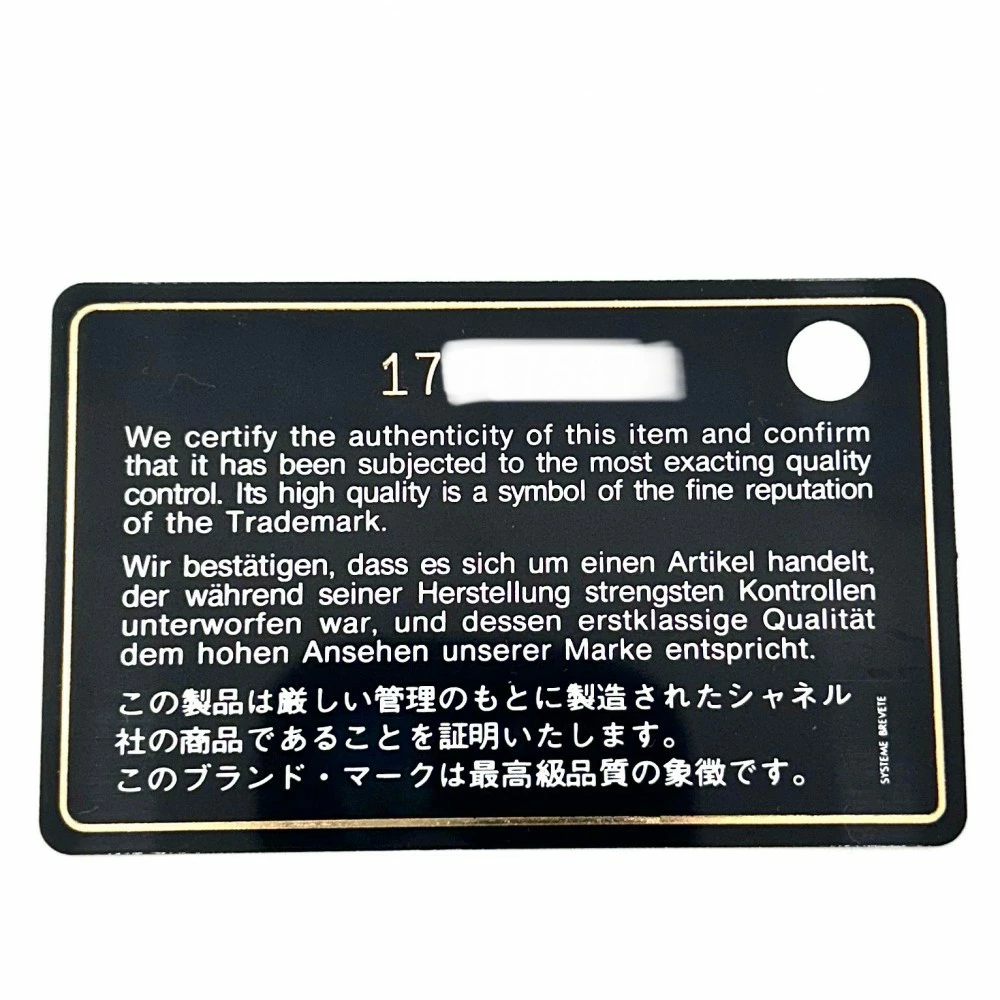 17
We certify the authenticity of this item and confirm
that it has been subjected to the most exacting quality
control. Its high quality is a symbol of the fine reputation
of the Trademark.
Wir bestätigen, dass es sich um einen Artikel handelt,
der während seiner Herstellung strengsten Kontrollen
unterworfen war, und dessen erstklassige Qualität
dem hohen Ansehen unserer Marke entspricht.
この製品は厳しい管理のもとに製造されたシャネル
社の商品であることを証明いたします。
このブランド・マークは最高級品質の象徴です。
SYSTEME BREVETE